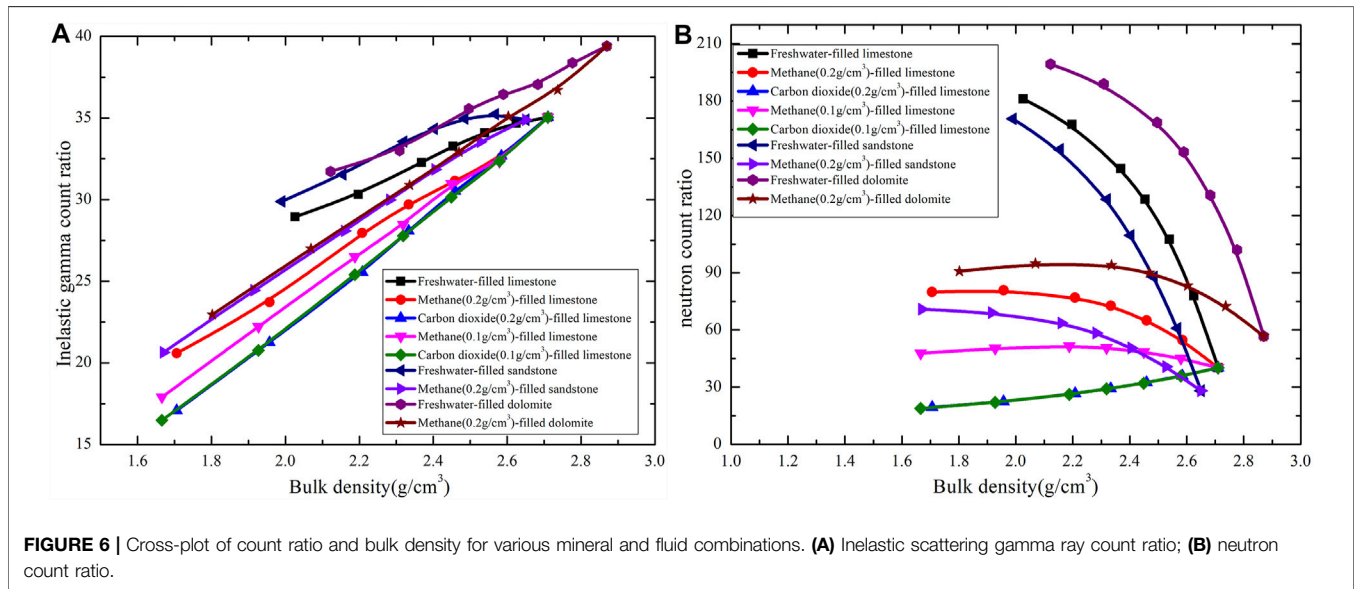 A
40
35
30
25
20
15
Inelastic gamma count ratio
Freshwater-filled limestone
Methane(0.2g/cm³)-filled limestone
Carbon dioxide(0.2g/cm³)-filled limestone
Methane(0.1g/cm³)-filled limestone
Carbon dioxide(0.1g/cm³)-filled limestone
Freshwater-filled sandstone
Methane(0.2g/cm³)-filled sandstone
Freshwater-filled dolomite
Methane(0.2g/cm³)-filled dolomite
1.6 1.8 2.0 2.2 2.4 2.6 2.8 3.0
Bulk density(g/cm³)
B
210
180
150
120
90
60
30
0
neutron count ratio
Freshwater-filled limestone
Methane(0.2g/cm³)-filled limestone
Carbon dioxide(0.2g/cm³)-filled limestone
Methane(0.1g/cm³)-filled limestone
Carbon dioxide(0.1g/cm³)-filled limestone
Freshwater-filled sandstone
Methane(0.2g/cm³)-filled sandstone
Freshwater-filled dolomite
Methane(0.2g/cm³)-filled dolomite
1.0 1.2 1.4 1.6 1.8 2.0 2.2 2.4 2.6 2.8 3.0
Bulk density(g/cm³)
FIGURE 6 | Cross-plot of count ratio and bulk density for various mineral and fluid combinations. (A) Inelastic scattering gamma ray count ratio; (B) neutron
count ratio.